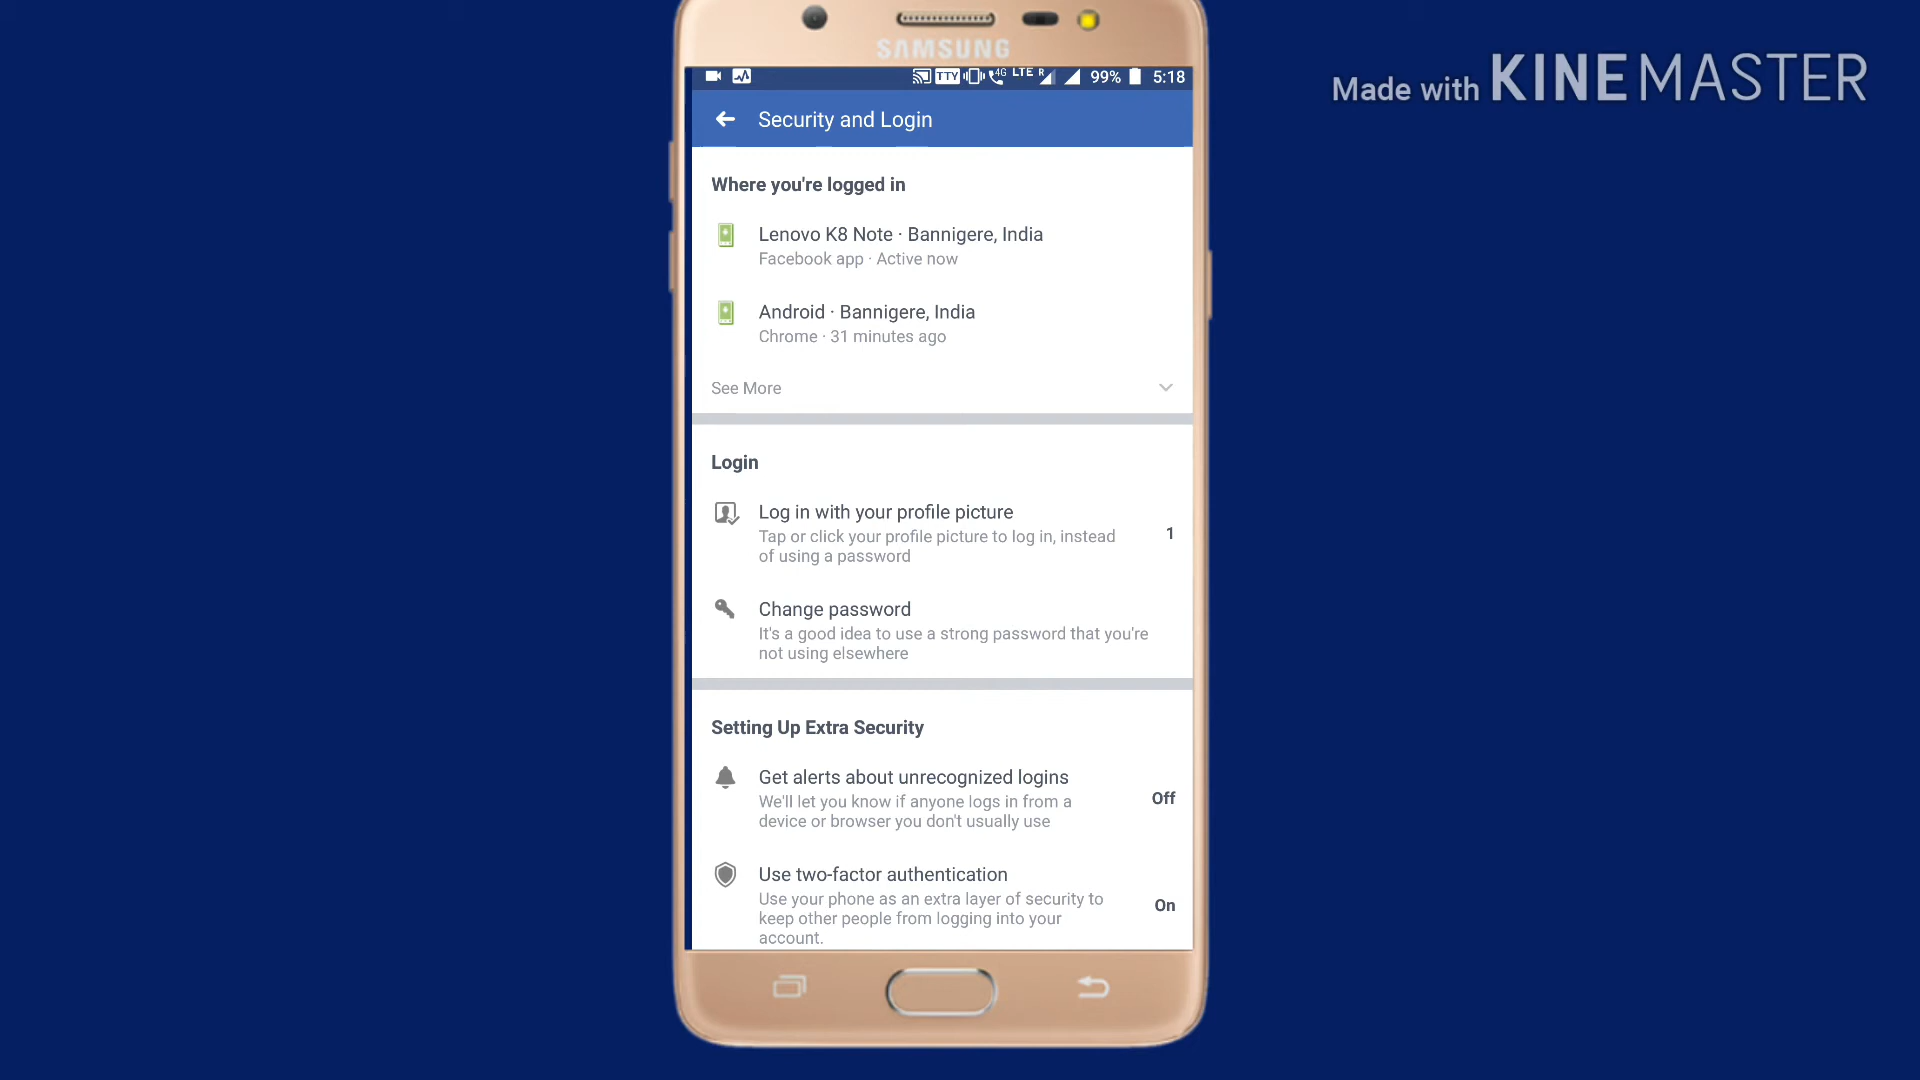 SAMSUNG
Made with KINEMASTER
TTY 4G LTE R 99% 5:18
Security and Login
Where you're logged in
Lenovo K8 Note · Bannigere, India
Facebook app · Active now
Android · Bannigere, India
Chrome · 31 minutes ago
See More
Login
Log in with your profile picture
Tap or click your profile picture to log in, instead
of using a password
1
Change password
It's a good idea to use a strong password that you're
not using elsewhere
Setting Up Extra Security
Get alerts about unrecognized logins
We'll let you know if anyone logs in from a
device or browser you don't usually use
Off
Use two-factor authentication
Use your phone as an extra layer of security to
keep other people from logging into your
account.
On